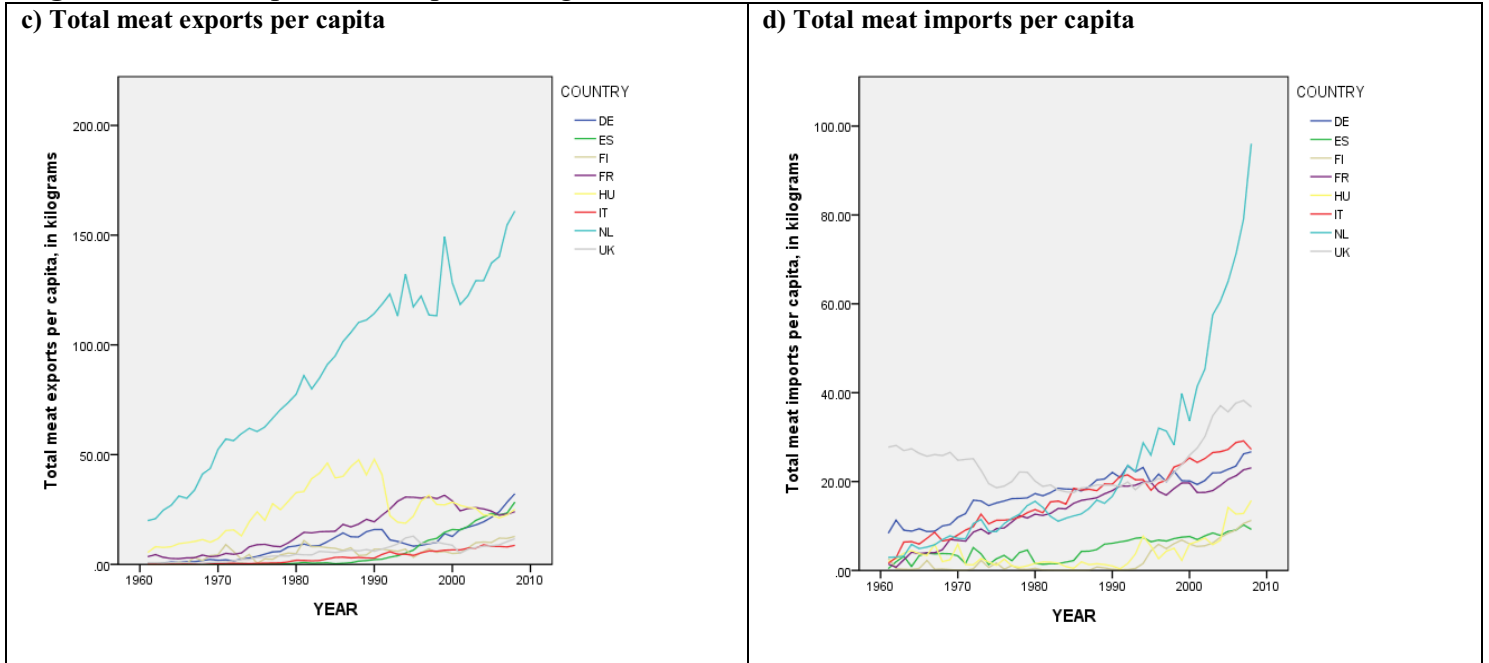 c) Total meat exports per capita
COUNTRY
DE
ES
FI
FR
HU
IT
NL
UK
200.00
150.00
100.00
50.00
.00
Total meat exports per capita, in kilograms
1960
1970
1980
1990
2000
2010
YEAR
d) Total meat imports per capita
COUNTRY
DE
ES
FI
FR
HU
IT
NL
UK
100.00
80.00
60.00
40.00
20.00
.00
Total meat imports per capita, in kilograms
1960
1970
1980
1990
2000
2010
YEAR